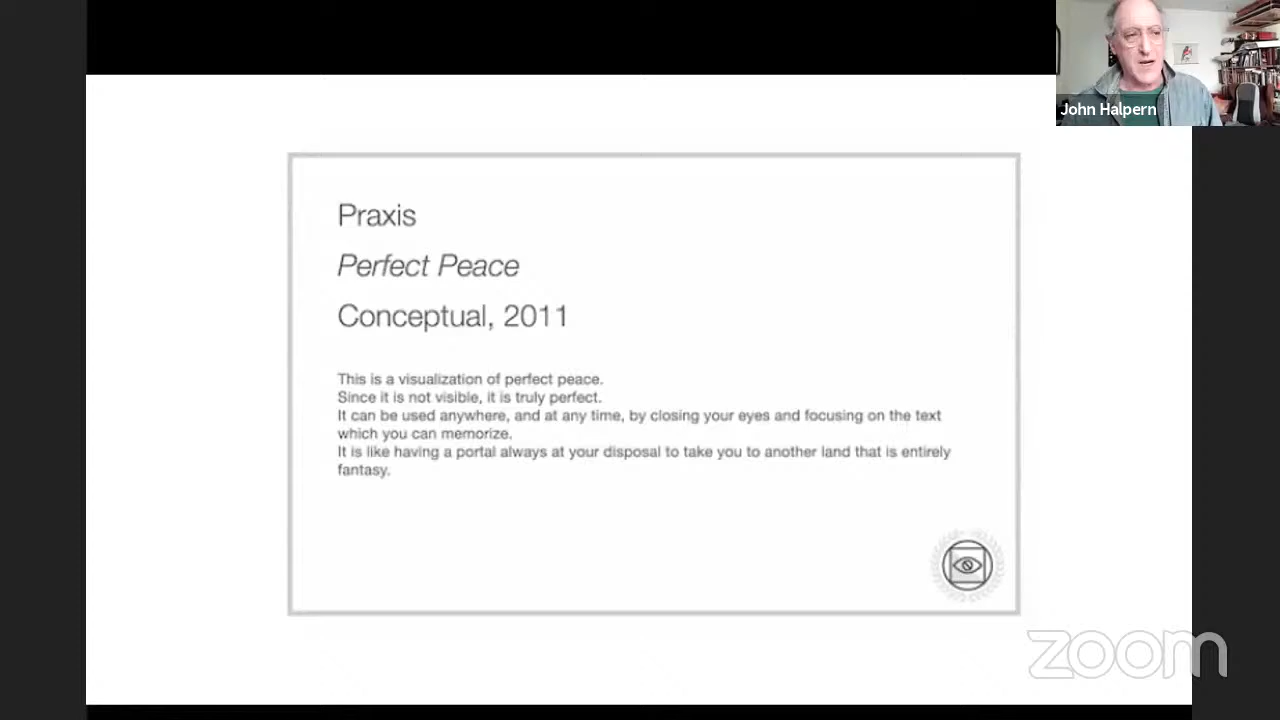 John Halpern
Praxis
Perfect Peace
Conceptual, 2011
This is a visualization of perfect peace.
Since it is not visible, it is truly perfect.
It can be used anywhere, and at any time, by closing your eyes and focusing on the text
which you can memorize.
It is like having a portal always at your disposal to take you to another land that is entirely
fantasy.
zoom